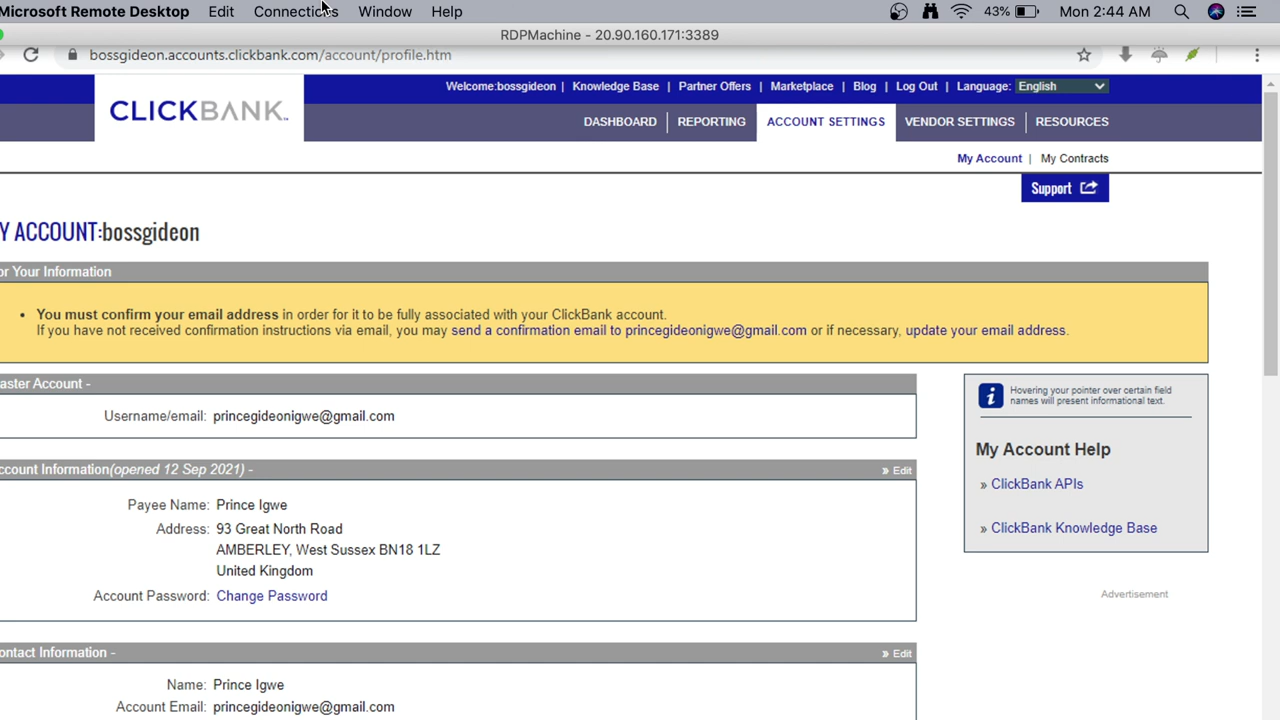 Microsoft Remote Desktop Edit Connections Window Help 43% Mon 2:44 AM
RDPMachine - 20.90.160.171:3389
bossgideon.accounts.clickbank.com/account/profile.htm
Welcome:bossgideon | Knowledge Base | Partner Offers | Marketplace | Blog | Log Out | Language: English
CLICKBANK
DASHBOARD REPORTING ACCOUNT SETTINGS VENDOR SETTINGS RESOURCES
My Account | My Contracts
Support
Y ACCOUNT:bossgideon
or Your Information
• You must confirm your email address in order for it to be fully associated with your ClickBank account.
If you have not received confirmation instructions via email, you may send a confirmation email to princegideonigwe@gmail.com or if necessary, update your email address.
aster Account -
Username/email: princegideonigwe@gmail.com
ccount Information(opened 12 Sep 2021) - » Edit
Payee Name: Prince Igwe
Address: 93 Great North Road
AMBERLEY, West Sussex BN18 1LZ
United Kingdom
Account Password: Change Password
ontact Information - » Edit
Name: Prince Igwe
Account Email: princegideonigwe@gmail.com
Hovering your pointer over certain field
names will present informational text.
My Account Help
» ClickBank APIs
» ClickBank Knowledge Base
Advertisement